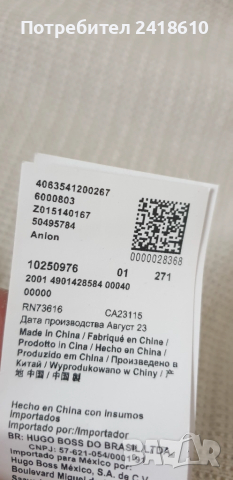 Потребител 2418610
4063541200267
6000803
Z015140167
50495784
Anion
0000028368
10250976 01 271
2001 4901428584 00040
00000
RN73616 CA23115
Дата производства Август 23
Made in China / Fabriqué en Chine /
Prodotto in Cina / Hecho en China /
Produzido em China / Произведено в
Китай / Wyprodukowano w Chiny / 产
地 中国 / 中国 製
Hecho en China con insumos
importados
Importado por:/Importador
BR: HUGO BOSS DO BRASIL LTDA.
CNPJ: 57-621-054/0001
Importado para México por:
Hugo Boss México, S.A. de C.V.
Boulevard Miguel
bazar